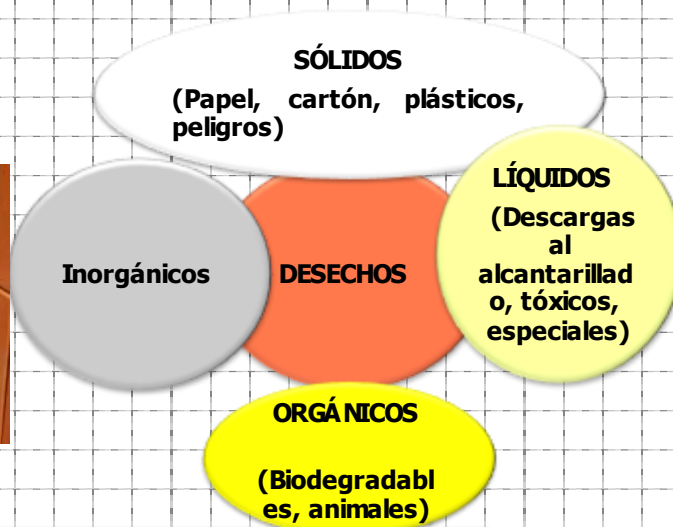 SÓLIDOS
(Papel, cartón, plásticos,
peligros)
LÍQUIDOS
(Descargas
al
alcantarillad
o, tóxicos,
especiales)
Inorgánicos
DESECHOS
ORGÁNICOS
(Biodegradabl
es, animales)